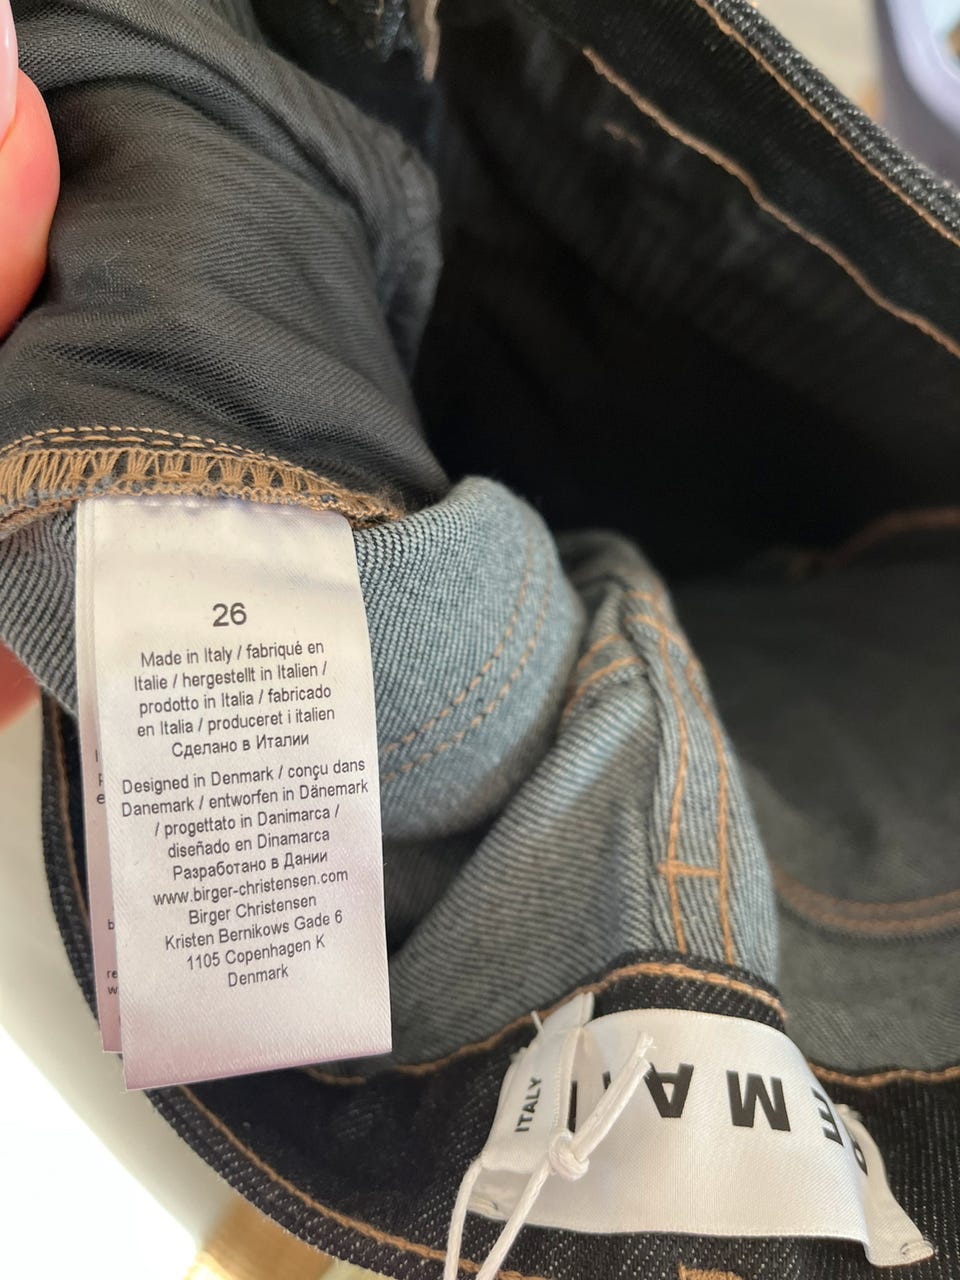 26
Made in Italy / fabriqué en
Italie / hergestellt in Italien /
prodotto in Italia / fabricado
en Italia / produceret i italien
Сделано в Италии
Designed in Denmark / conçu dans
Danemark / entworfen in Dänemark
/ progettato in Danimarca /
diseñado en Dinamarca
Разработано в Дании
www.birger-christensen.com
Birger Christensen
Kristen Bernikows Gade 6
1105 Copenhagen K
Denmark
ITALY